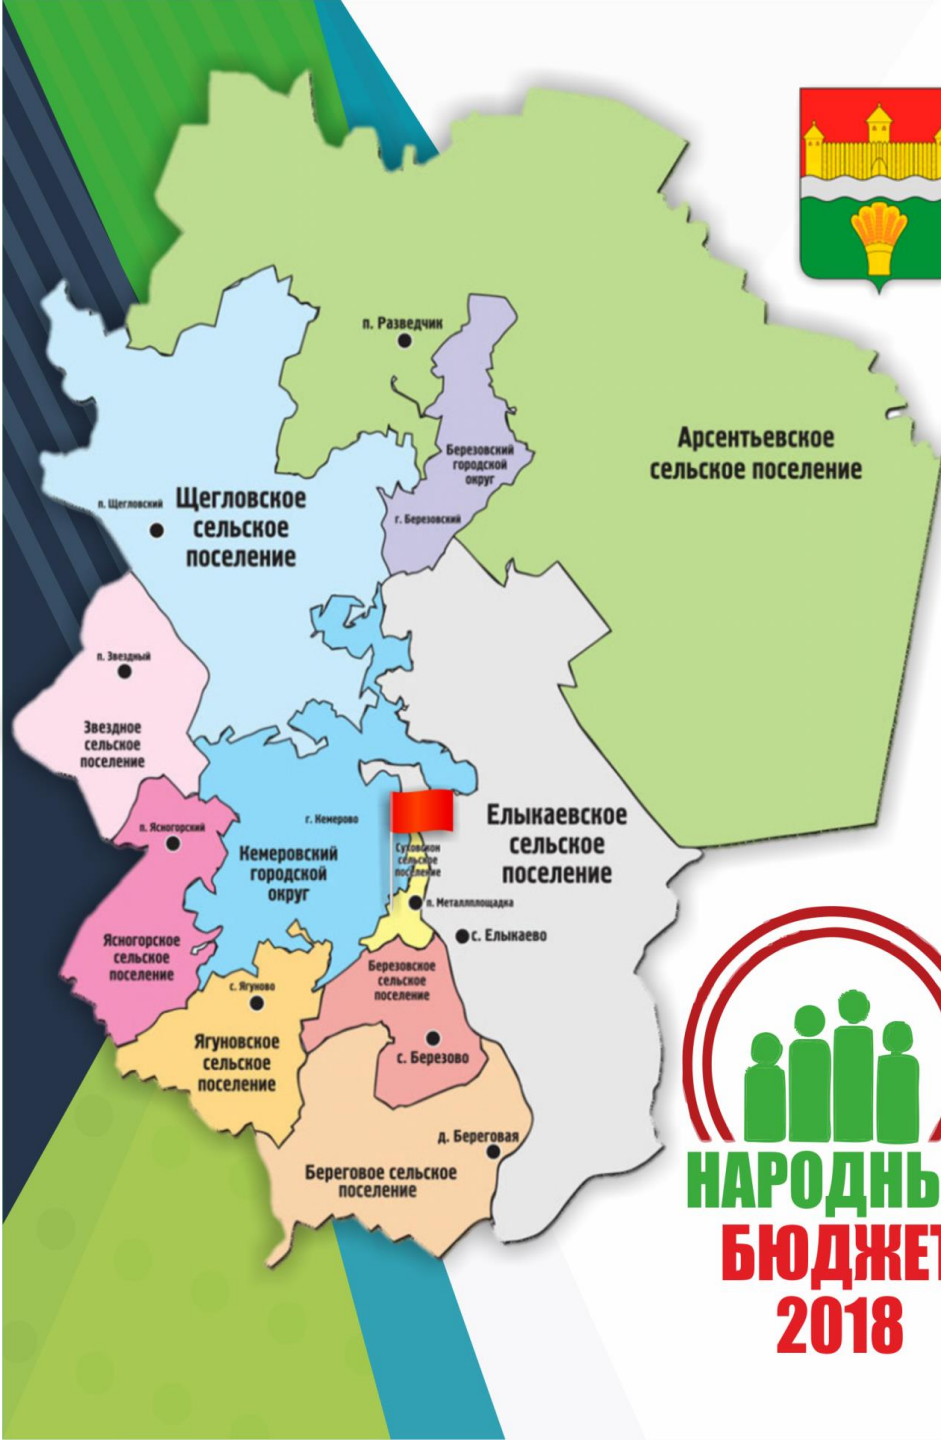 п. Разведчик
Арсентьевское
сельское поселение
Березовский
городской
округ
г. Березовский
п. Щегловский
Щегловское
сельское
поселение
п. Звездный
Звездное
сельское
поселение
п. Ясногорский
г. Кемерово
Кемеровский
городской
округ
Елыкаевское
сельское
поселение
сельское
поселение
п. Металлплощадка
с. Елыкаево
Ясногорское
сельское
поселение
Березовское
сельское
поселение
с. Ягуново
Ягуновское
сельское
поселение
с. Березово
д. Береговая
Береговое сельское
поселение
НАРОДНЫ
БЮДЖЕТ
2018